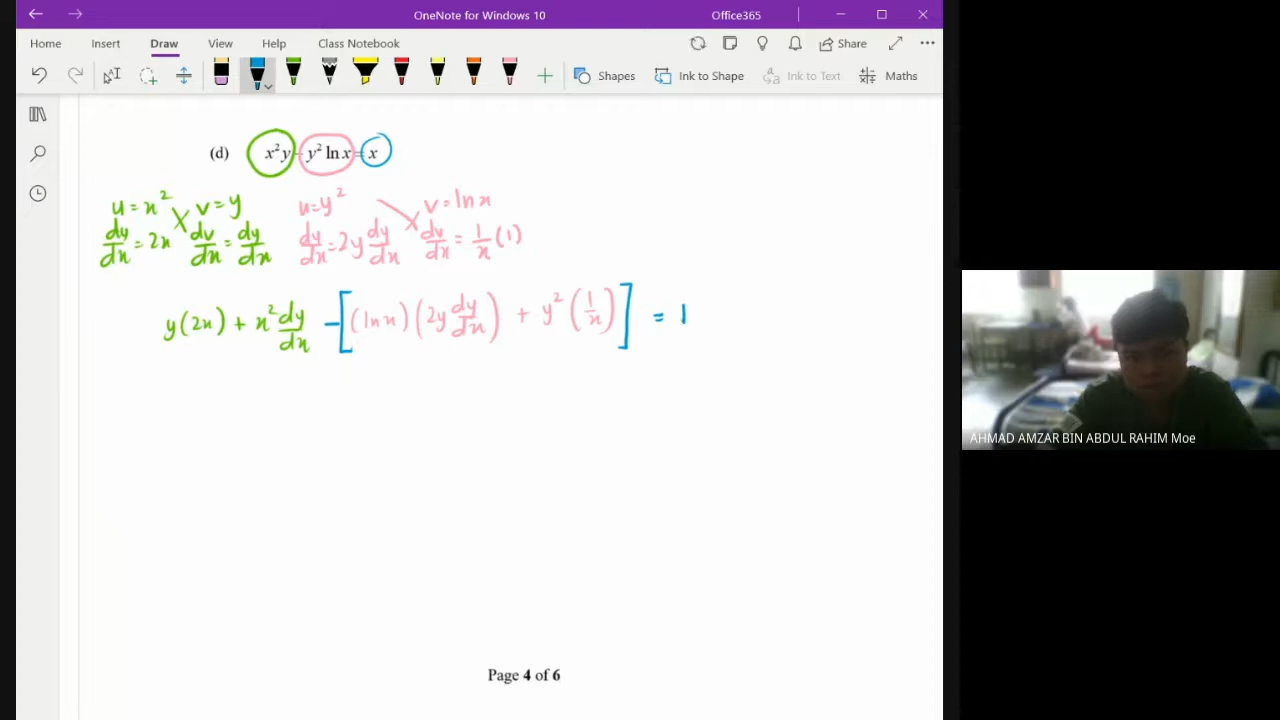 OneNote for Windows 10 Office365
Home Insert Draw View Help Class Notebook Share
Shapes Ink to Shape Ink to Text Maths
(d) x²y - y² ln x = x
u = x² v = y u = y² v = ln x
dy/dx = 2x dv/dx = dy/dx dy/dx = 2y dy/dx dv/dx = 1/x (1)
y(2x) + x² dy/dx - [(ln x)(2y dy/dx) + y² (1/x)] = 1
AHMAD AMZAR BIN ABDUL RAHIM Moe
Page 4 of 6